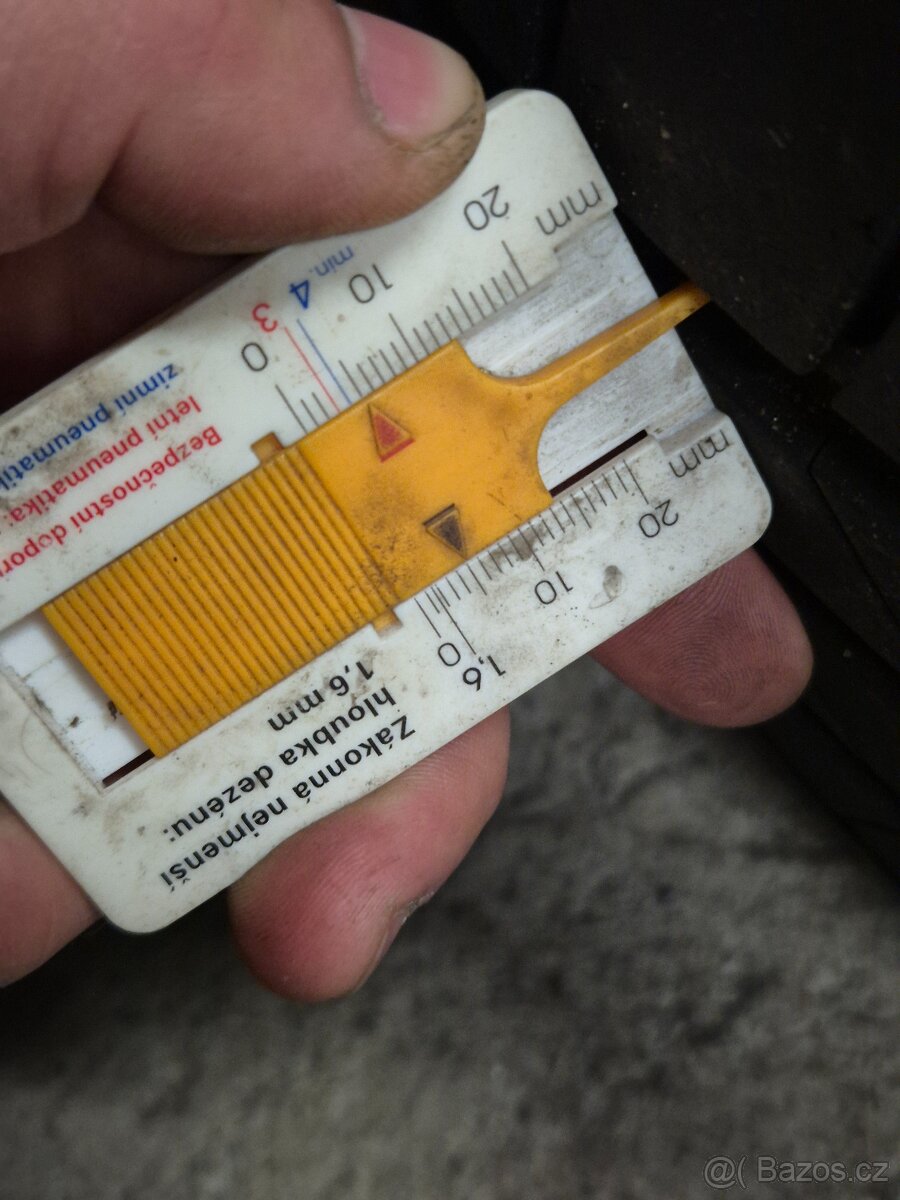 mm
20
10
min. 4
3
0
zimní pneumatik
letní pneumatika:
Bezpečnostní dopor
mm
20
10
1,6
0
Zákonná nejmenší
hloubka dezénu:
1,6 mm
@( Bazos.cz